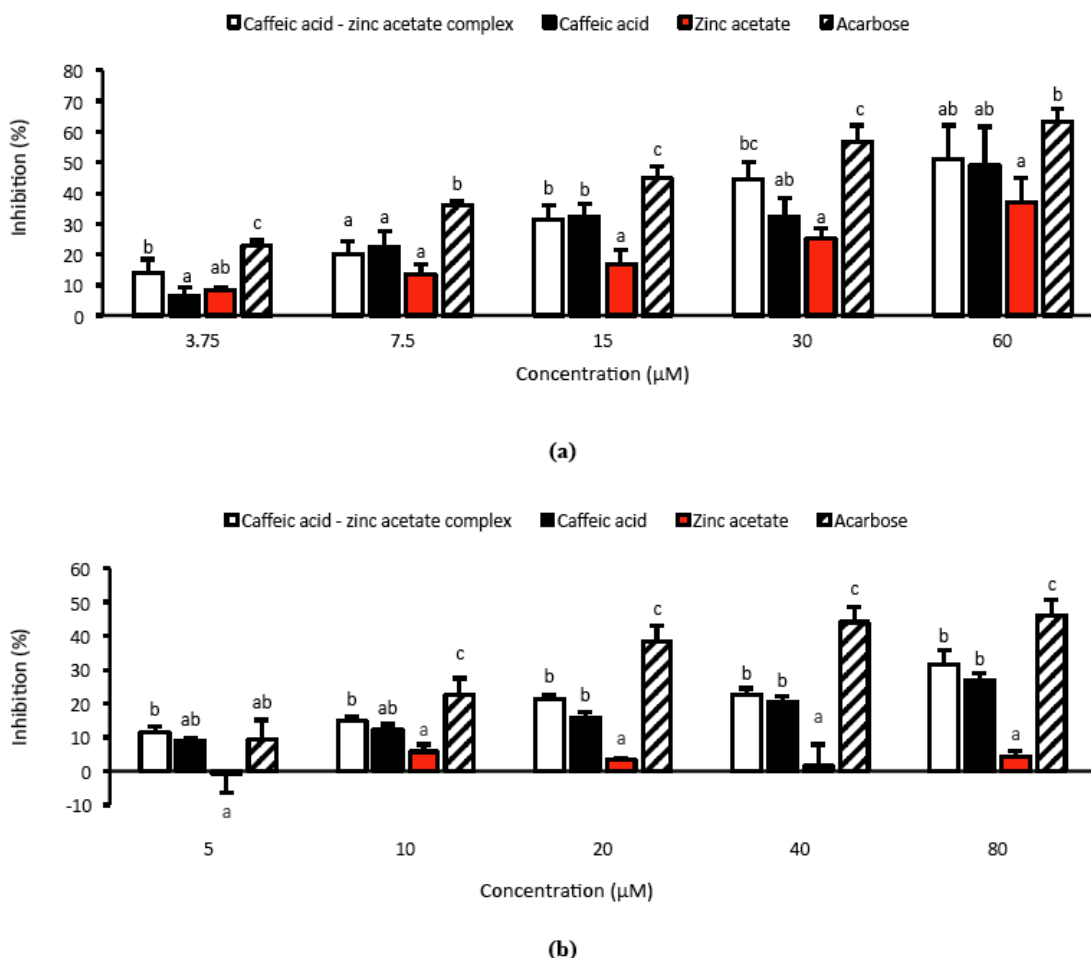 Caffeic acid - zinc acetate complex Caffeic acid Zinc acetate Acarbose
80
70
60
50
40
30
20
10
0
Inhibition (%)
b a ab c
a a a b
b b a c
bc ab a c
ab ab a b
3.75 7.5 15 30 60
Concentration (µM)
(a)
Caffeic acid - zinc acetate complex Caffeic acid Zinc acetate Acarbose
60
50
40
30
20
10
0
-10
Inhibition (%)
b ab a ab
b ab a c
b b a c
b b a c
b b a c
5 10 20 40 80
Concentration (µM)
(b)